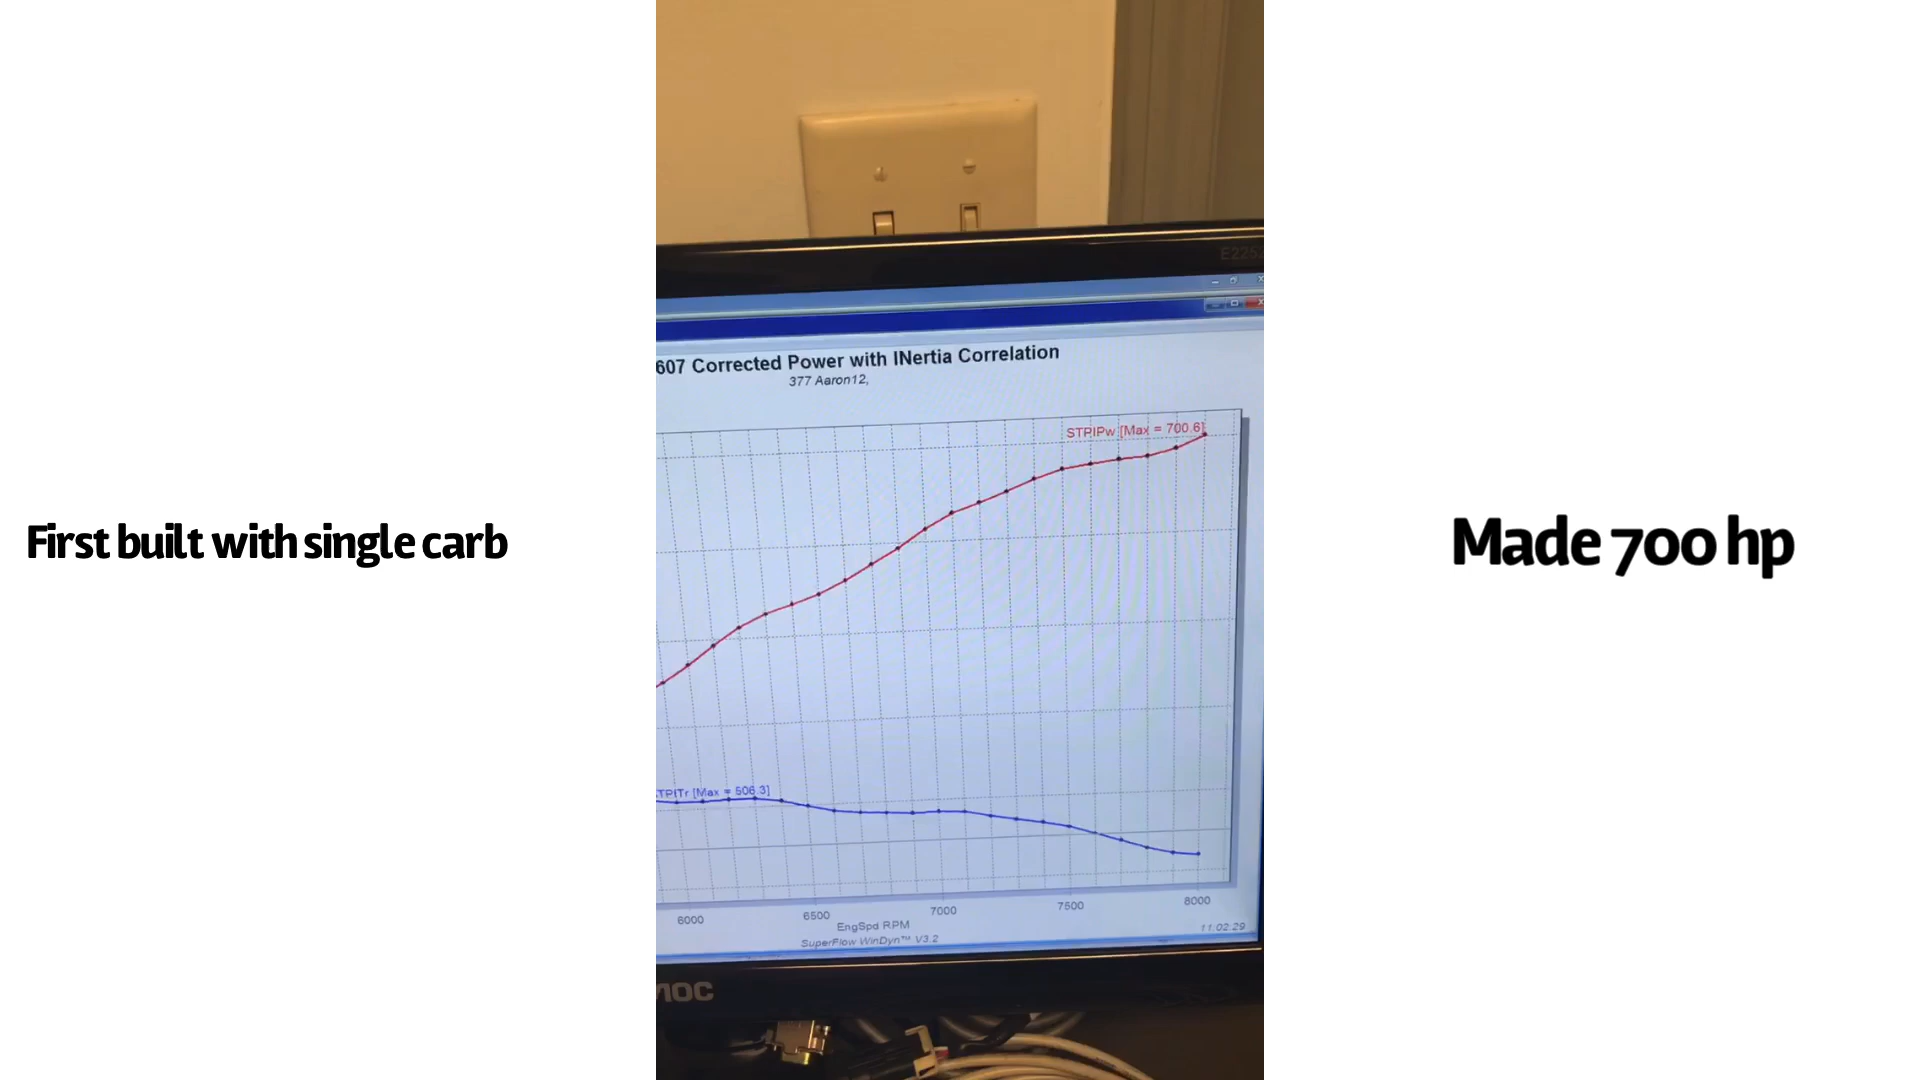 First built with single carb
E225
607 Corrected Power with INertia Correlation
377 Aaron12,
STPIPw [Max = 700.6]
TPITr [Max = 506.3]
6000 6500 7000 7500 8000
EngSpd RPM
SuperFlow WinDyn™ V3.2
11.02.29
AOC
Made 700 hp